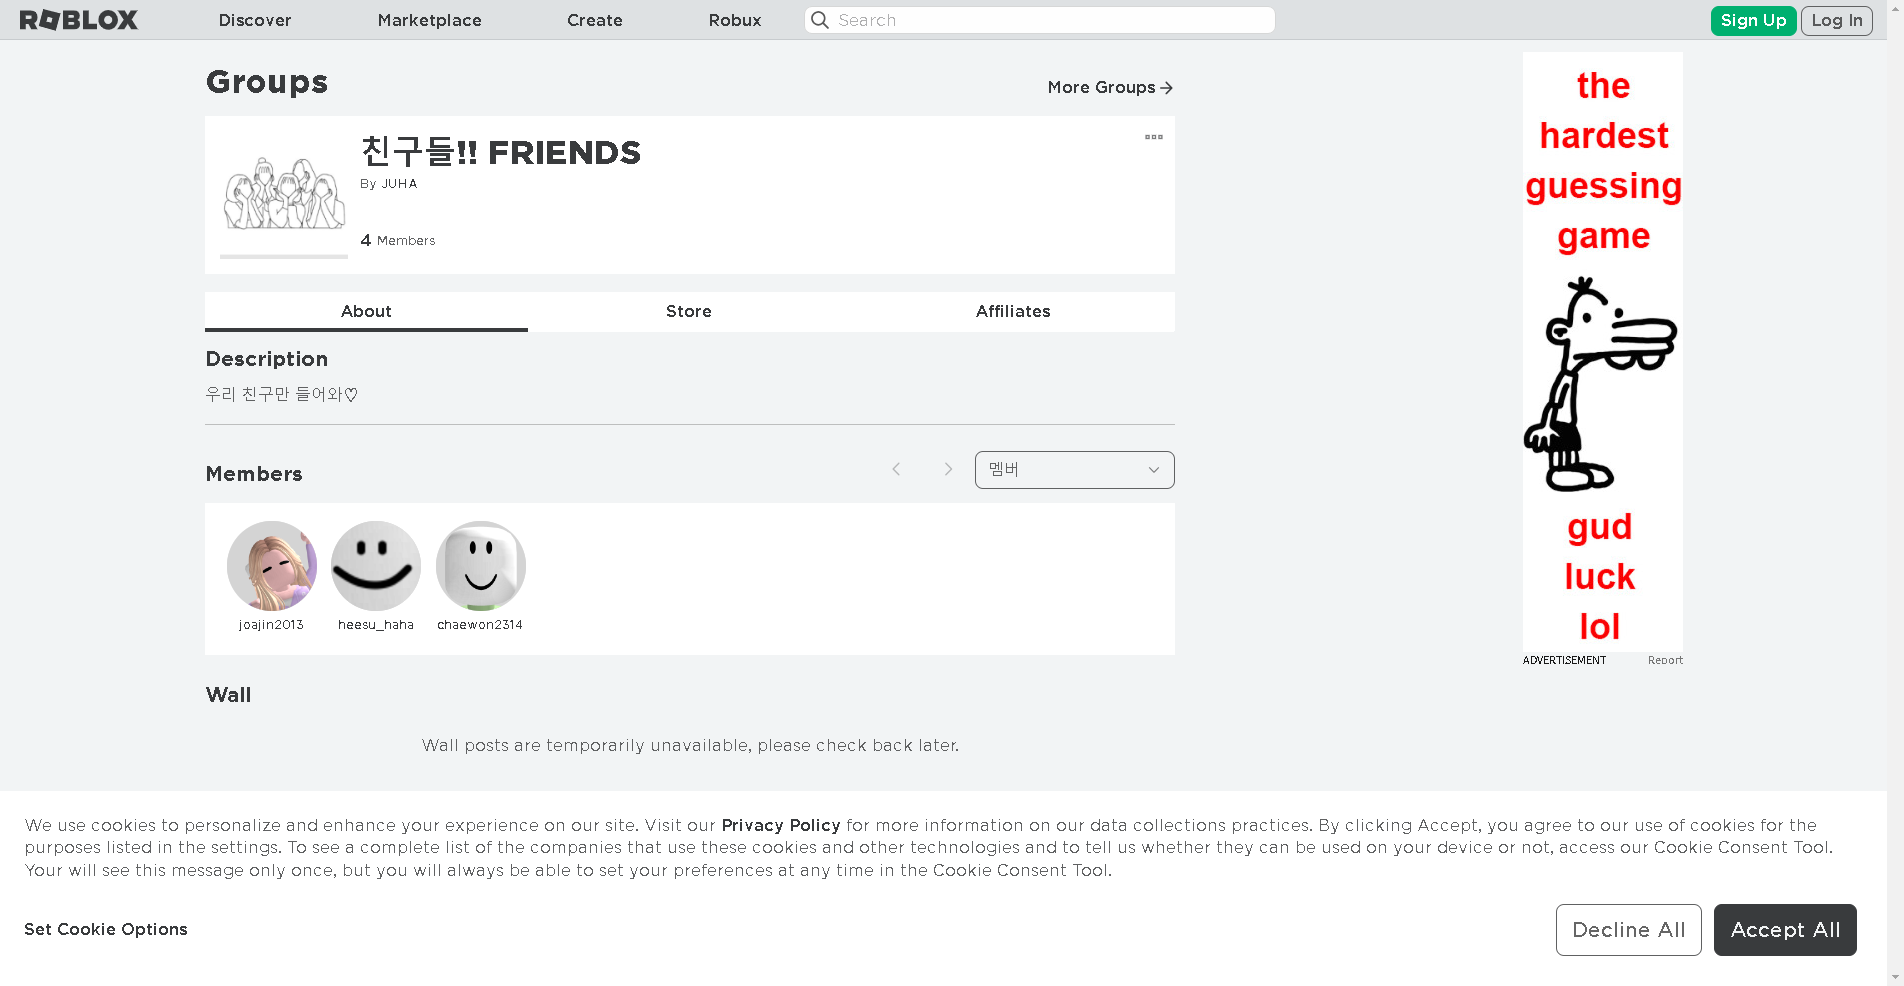 ROBLOX
Discover
Marketplace
Create
Robux
Search
Sign Up
Log In
Groups
More Groups
친구들!! FRIENDS
By JUHA
4 Members
About
Store
Affiliates
Description
우리 친구만 들어와♡
Members
멤버
joajin2013
heesu_haha
chaewon2314
Wall
Wall posts are temporarily unavailable, please check back later.
the
hardest
guessing
game
gud
luck
lol
ADVERTISEMENT
Report
We use cookies to personalize and enhance your experience on our site. Visit our Privacy Policy for more information on our data collections practices. By clicking Accept, you agree to our use of cookies for the
purposes listed in the settings. To see a complete list of the companies that use these cookies and other technologies and to tell us whether they can be used on your device or not, access our Cookie Consent Tool.
Your will see this message only once, but you will always be able to set your preferences at any time in the Cookie Consent Tool.
Set Cookie Options
Decline All
Accept All